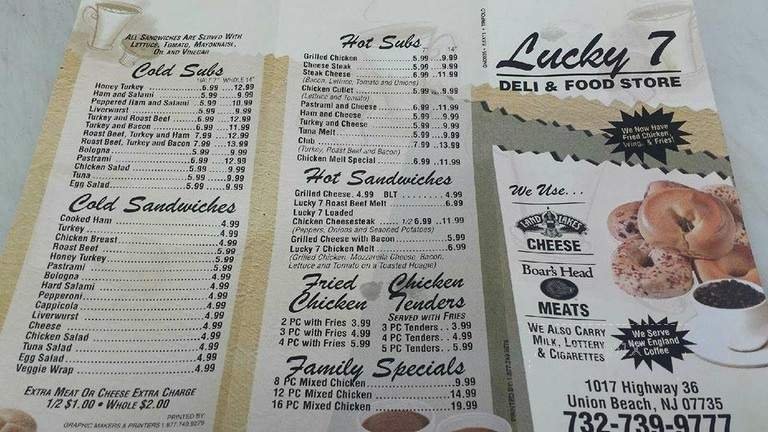 All Sandwiches Are Served With
Lettuce, Tomato, Mayonnaise,
Oil and Vinegar
Cold Subs
HALF 7" WHOLE 14"
Honey Turkey 6.99 12.99
Ham and Salami 5.99 9.99
Peppered Ham and Salami 5.99 10.99
Liverwurst 5.99 9.99
Turkey and Roast Beef 6.99 12.99
Turkey and Bacon 6.99 11.99
Roast Beef, Turkey and Ham 7.99 12.99
Roast Beef, Turkey and Bacon 7.99 13.99
Bologna 5.99 9.99
Pastrami 6.99 12.99
Chicken Salad 5.99 9.99
Tuna 5.99 9.99
Egg Salad 5.99 9.99
Cold Sandwiches
Cooked Ham 4.99
Turkey 4.99
Chicken Breast 4.99
Roast Beef 5.99
Honey Turkey 5.99
Pastrami 5.99
Bologna 4.99
Hard Salami 4.99
Pepperoni 4.99
Cappicola 4.99
Liverwurst 4.99
Cheese 4.99
Chicken Salad 4.99
Tuna Salad 4.99
Egg Salad 4.99
Veggie Wrap 4.99
Extra Meat Or Cheese Extra Charge
1/2 $1.00 • Whole $2.00
PRINTED BY:
GRAPHIC MAKERS & PRINTERS 1.877.749.9279
Hot Subs
7" 14"
Grilled Chicken 5.99 9.99
Cheese Steak 5.99 9.99
Steak Cheese 6.99 11.99
(Bacon, Lettuce, Tomato and Onions)
Chicken Cutlet 5.99 9.99
(Lettuce and Tomato)
Pastrami and Cheese 6.99 11.99
Ham and Cheese 5.99 9.99
Turkey and Cheese 5.99 9.99
Tuna Melt 5.99 9.99
Club 7.99 13.99
(Turkey, Roast Beef and Bacon)
Chicken Melt Special 6.99 11.99
Hot Sandwiches
Grilled Cheese. 4.99 BLT 4.99
Lucky 7 Roast Beef Melt 6.99
Lucky 7 Loaded
Chicken Cheesesteak 1/2 6.99 11.99
(Peppers, Onions and Seasoned Potatoes)
Grilled Cheese with Bacon 5.99
Lucky 7 Chicken Melt 6.99
(Grilled Chicken, Mozzarella Cheese, Bacon,
Lettuce and Tomato on a Toasted Hoagie)
Fried Chicken
2 PC with Fries 3.99
3 PC with Fries 4.99
4 PC with Fries 5.99
Chicken Tenders
Served with Fries
3 PC Tenders 3.99
4 PC Tenders 4.99
5 PC Tenders 5.99
Family Specials
8 PC Mixed Chicken 9.99
12 PC Mixed Chicken 14.99
16 PC Mixed Chicken 19.99
Lucky 7
DELI & FOOD STORE
We Now Have
Fried Chicken,
Wing, & Fries!
We Use...
LAND O LAKES
CHEESE
Boar's Head
MEATS
We Also Carry
Milk, Lottery
& Cigarettes
We Serve
New England
Coffee
1017 Highway 36
Union Beach, NJ 07735
732-739-9777